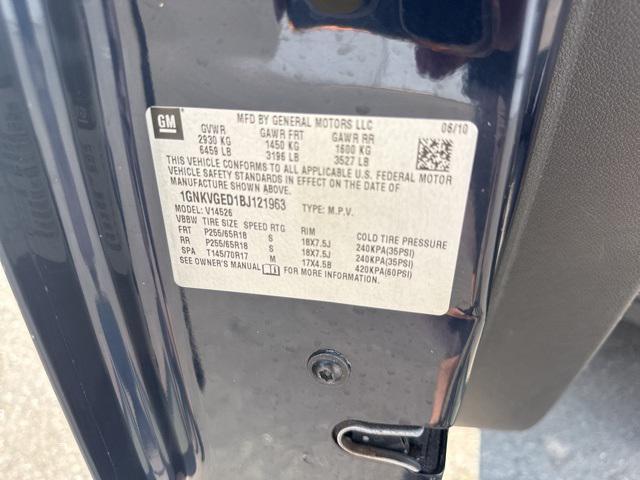 GM
MFD BY GENERAL MOTORS LLC 06/10
GVWR GAWR FRT GAWR RR
2930 KG 1450 KG 1600 KG
6459 LB 3196 LB 3527 LB
THIS VEHICLE CONFORMS TO ALL APPLICABLE U.S. FEDERAL MOTOR
VEHICLE SAFETY STANDARDS IN EFFECT ON THE DATE OF
MANUFACTURE SHOWN ABOVE.
1GNKVGED1BJ121963 TYPE: M.P.V.
MODEL: V14526
VBBW TIRE SIZE SPEED RTG RIM COLD TIRE PRESSURE
FRT P255/65R18 S 18X7.5J 240KPA(35PSI)
RR P255/65R18 S 18X7.5J 240KPA(35PSI)
SPA T145/70R17 M 17X4.5B 420KPA(60PSI)
SEE OWNER'S MANUAL FOR MORE INFORMATION.